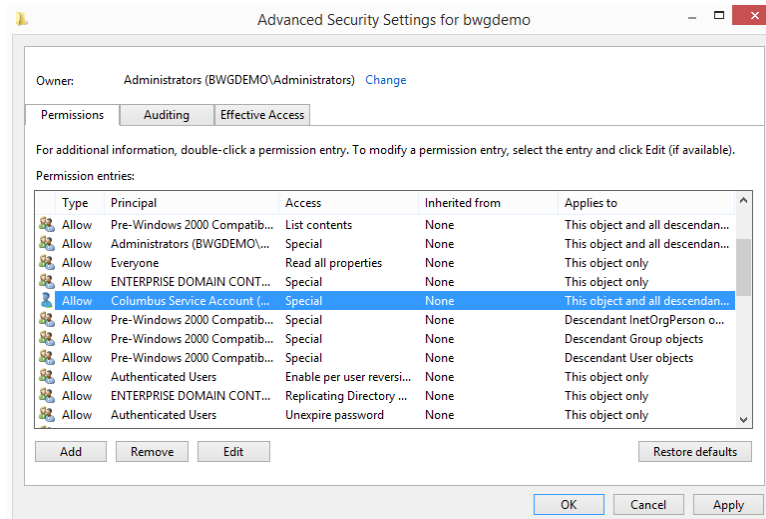 Advanced Security Settings for bwgdemo
Owner: Administrators (BWGDEMO\Administrators) Change
Permissions Auditing Effective Access
For additional information, double-click a permission entry. To modify a permission entry, select the entry and click Edit (if available).
Permission entries:
Type Principal Access Inherited from Applies to
Allow Pre-Windows 2000 Compatib... List contents None This object and all descendan...
Allow Administrators (BWGDEMO\... Special None This object and all descendan...
Allow Everyone Read all properties None This object only
Allow ENTERPRISE DOMAIN CONT... Special None This object only
Allow Columbus Service Account (... Special None This object and all descendan...
Allow Pre-Windows 2000 Compatib... Special None Descendant InetOrgPerson o...
Allow Pre-Windows 2000 Compatib... Special None Descendant Group objects
Allow Pre-Windows 2000 Compatib... Special None Descendant User objects
Allow Authenticated Users Enable per user reversi... None This object only
Allow ENTERPRISE DOMAIN CONT... Replicating Directory ... None This object only
Allow Authenticated Users Unexpire password None This object only
Add Remove Edit Restore defaults
OK Cancel Apply